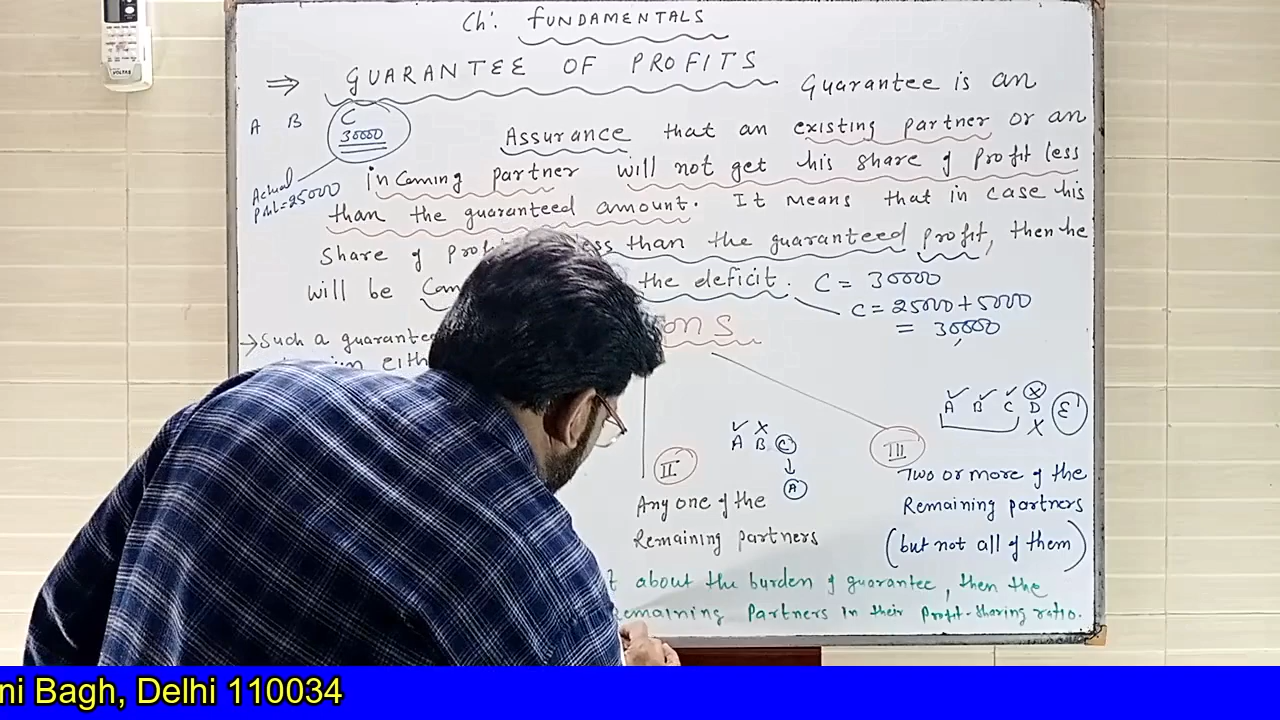 Ch: FUNDAMENTALS
⇒ GUARANTEE OF PROFITS
Guarantee is an
A B C
30000
Actual
=25000
Assurance that an existing partner or an
incoming partner will not get his share of profit less
than the guaranteed amount. It means that in case his
share of less than the guaranteed profit, then he
will be the deficit.
C = 30000
C = 25000 + 5000
= 30000
→ Such a guarantee
A B C D E
A B C
A
II
III
Any one of the
Remaining partners
Two or more of the
Remaining partners
(but not all of them)
about the burden of guarantee, then the
Remaining Partners in their Profit-sharing ratio.
ni Bagh, Delhi 110034
VOLTAS